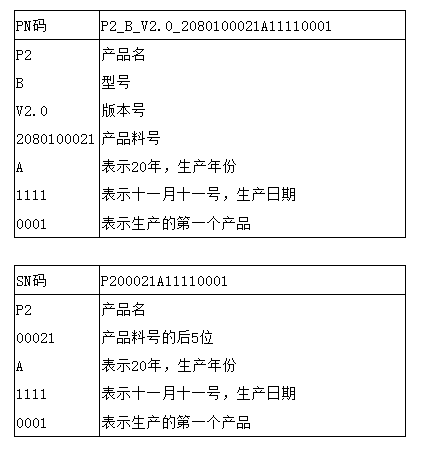 PN码 P2_B_V2.0_2080100021A11110001
P2 产品名
B 型号
V2.0 版本号
2080100021 产品料号
A 表示20年，生产年份
1111 表示十一月十一号，生产日期
0001 表示生产的第一个产品
SN码 P200021A11110001
P2 产品名
00021 产品料号的后5位
A 表示20年，生产年份
1111 表示十一月十一号，生产日期
0001 表示生产的第一个产品